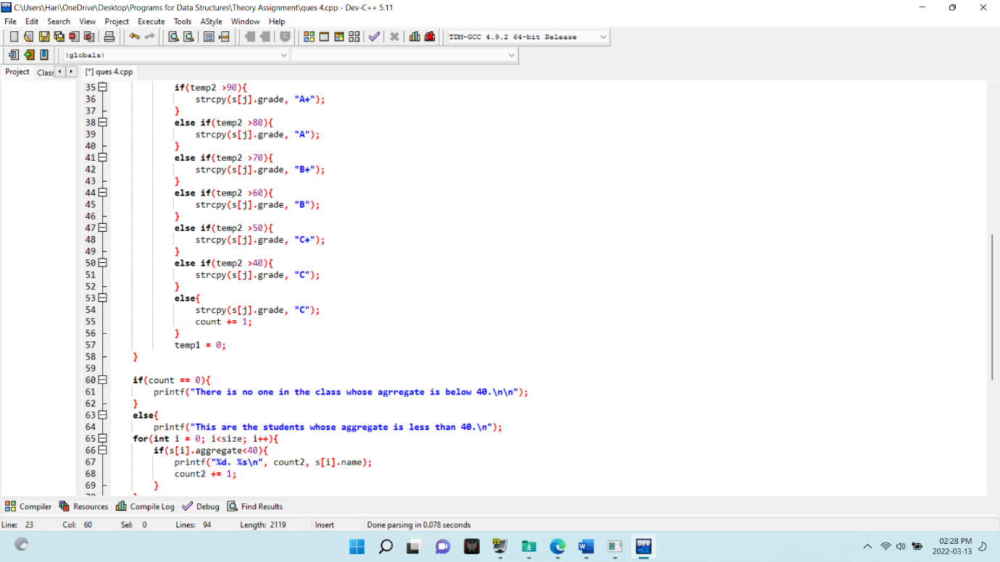 C:\Users\Hari\OneDrive\Desktop\Programs for Data Structures\Theory Assignment\ques 4.cpp - Dev-C++ 5.11
File Edit Search View Project Execute Tools AStyle Window Help
TDM-GCC 4.9.2 64-bit Release
(globals)
Project Clas [*] ques 4.cpp
35 if(temp2 >90){
36 strcpy(s[j].grade, "A+");
37 }
38 else if(temp2 >80){
39 strcpy(s[j].grade, "A");
40 }
41 else if(temp2 >70){
42 strcpy(s[j].grade, "B+");
43 }
44 else if(temp2 >60){
45 strcpy(s[j].grade, "B");
46 }
47 else if(temp2 >50){
48 strcpy(s[j].grade, "C+");
49 }
50 else if(temp2 >40){
51 strcpy(s[j].grade, "C");
52 }
53 else{
54 strcpy(s[j].grade, "C");
55 count += 1;
56 }
57 temp1 = 0;
58 }
59
60 if(count == 0){
61 printf("There is no one in the class whose agrregate is below 40.\n\n");
62 }
63 else{
64 printf("This are the students whose aggregate is less than 40.\n");
65 for(int i = 0; i<size; i++){
66 if(s[i].aggregate<40){
67 printf("%d. %s\n", count2, s[i].name);
68 count2 += 1;
69 }
Compiler Resources Compile Log Debug Find Results
Line: 23 Col: 60 Sel: 0 Lines: 94 Length: 2119 Insert Done parsing in 0.078 seconds
99
DEV
02:28 PM
2022-03-13